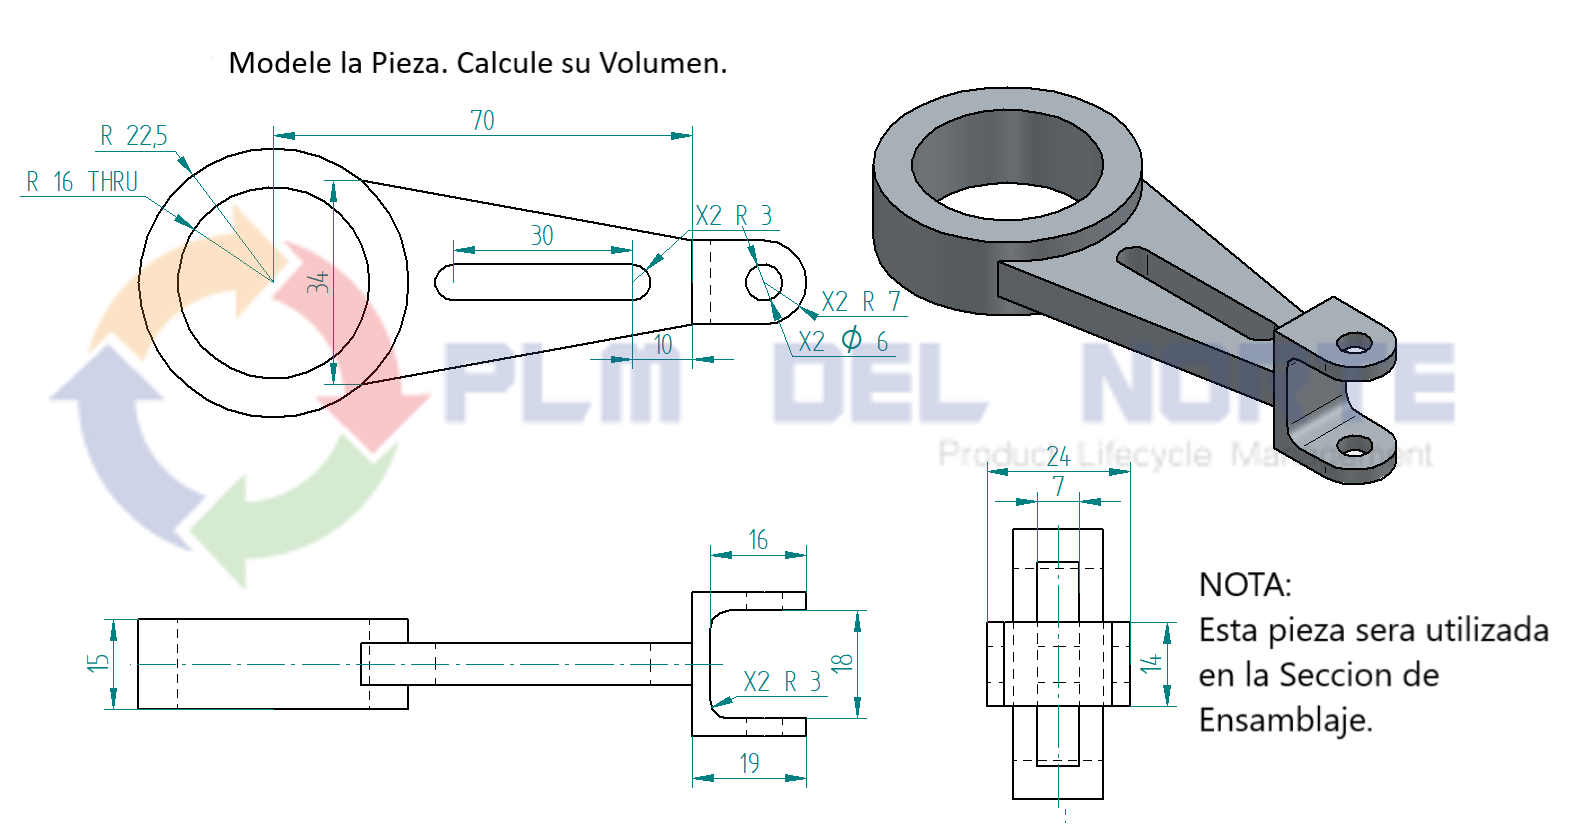 Modele la Pieza. Calcule su Volumen.
70
R 22,5
R 16 THRU
X2 R 3
30
34
X2 R 7
10
X2 ϕ 6
PLM DEL NORTE
Product Lifecycle Management
24
7
16
15
18
14
X2 R 3
19
NOTA:
Esta pieza sera utilizada
en la Seccion de
Ensamblaje.